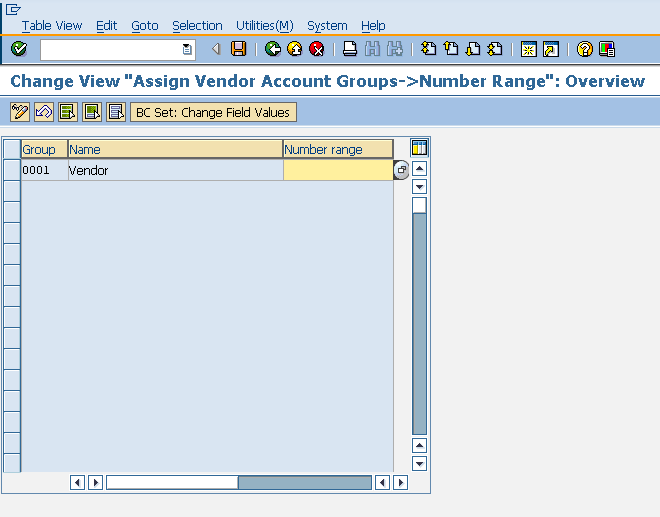 Table View Edit Goto Selection Utilities(M) System Help
Change View "Assign Vendor Account Groups->Number Range": Overview
BC Set: Change Field Values
Group Name Number range
0001 Vendor